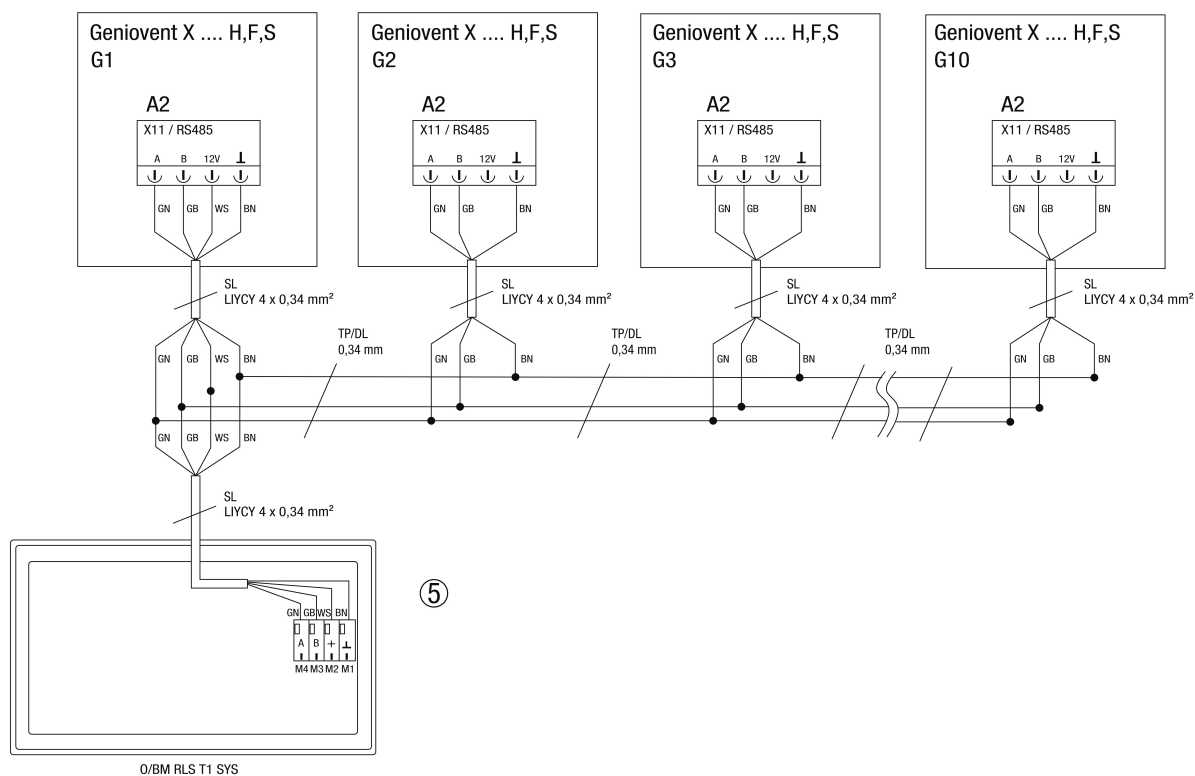 Geniovent X .... H,F,S
G1
A2
X11 / RS485
A B 12V ⊥
GN GB WS BN
SL
LIYCY 4 x 0,34 mm²
GN GB WS BN
GN GB WS BN
Geniovent X .... H,F,S
G2
A2
X11 / RS485
A B 12V ⊥
GN GB BN
SL
LIYCY 4 x 0,34 mm²
GN GB BN
Geniovent X .... H,F,S
G3
A2
X11 / RS485
A B 12V ⊥
GN GB BN
SL
LIYCY 4 x 0,34 mm²
GN GB BN
Geniovent X .... H,F,S
G10
A2
X11 / RS485
A B 12V ⊥
GN GB BN
SL
LIYCY 4 x 0,34 mm²
GN GB BN
TP/DL
0,34 mm
TP/DL
0,34 mm
TP/DL
0,34 mm
SL
LIYCY 4 x 0,34 mm²
⑤
GN GB WS BN
A B + ⊥
M4 M3 M2 M1
O/BM RLS T1 SYS